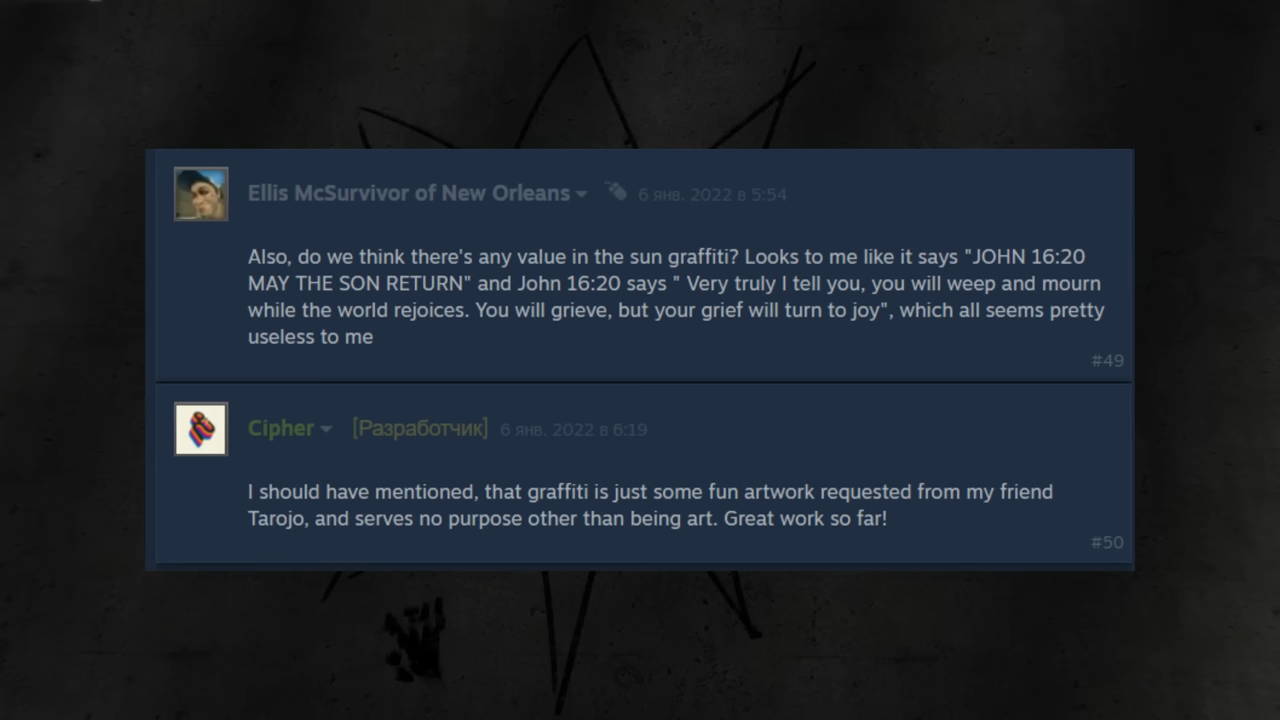 Ellis McSurvivor of New Orleans 6 янв. 2022 в 5:54
Also, do we think there's any value in the sun graffiti? Looks to me like it says "JOHN 16:20
MAY THE SON RETURN" and John 16:20 says " Very truly I tell you, you will weep and mourn
while the world rejoices. You will grieve, but your grief will turn to joy", which all seems pretty
useless to me
#49
Cipher [Разработчик] 6 янв. 2022 в 6:19
I should have mentioned, that graffiti is just some fun artwork requested from my friend
Tarojo, and serves no purpose other than being art. Great work so far!
#50